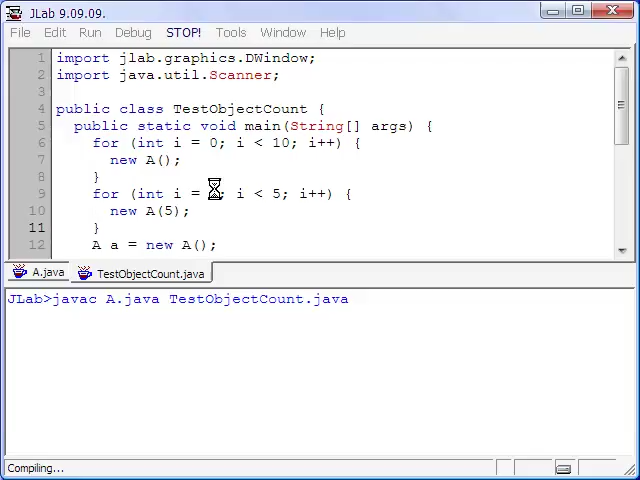 JLab 9.09.09.
File Edit Run Debug STOP! Tools Window Help
1 import jlab.graphics.DWindow;
2 import java.util.Scanner;
3
4 public class TestObjectCount {
5 public static void main(String[] args) {
6 for (int i = 0; i < 10; i++) {
7 new A();
8 }
9 for (int i = ; i < 5; i++) {
10 new A(5);
11 }
12 A a = new A();
A.java TestObjectCount.java
JLab>javac A.java TestObjectCount.java
Compiling...